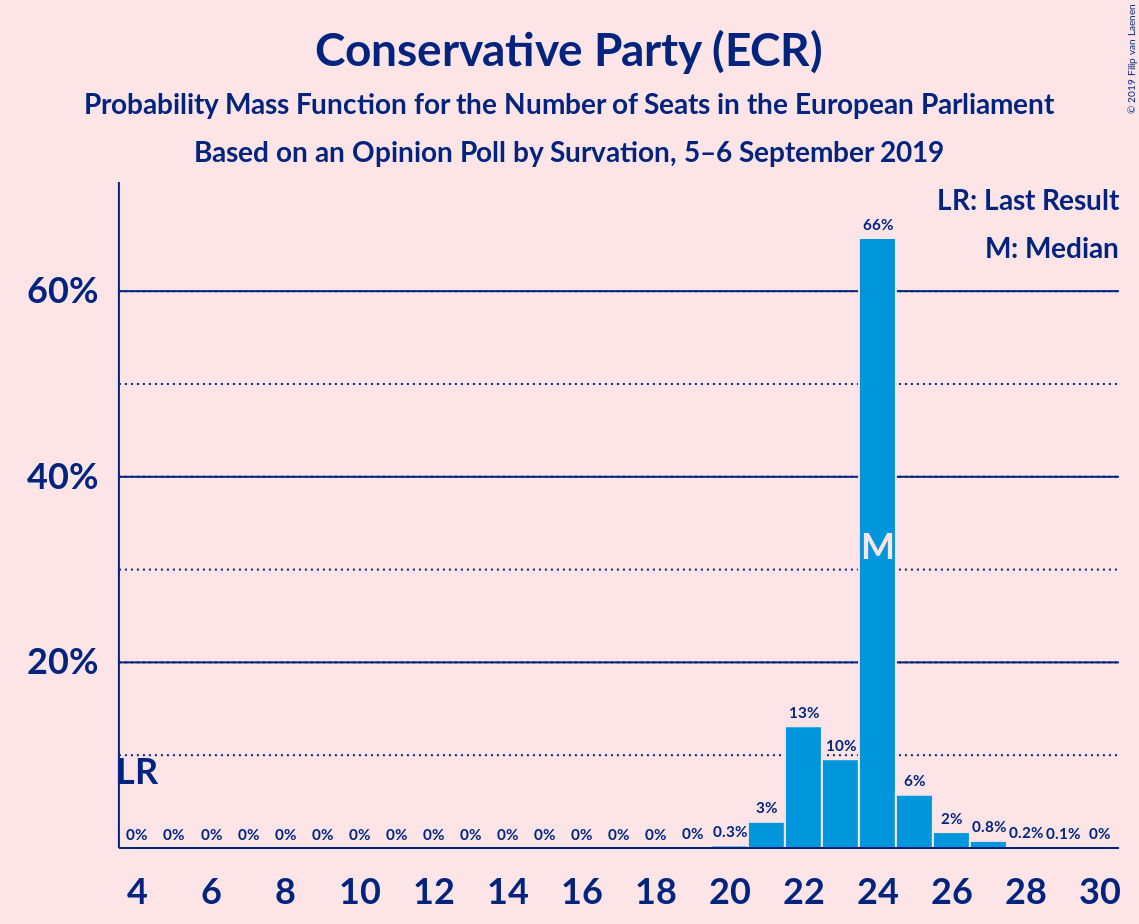 Conservative Party (ECR)
Probability Mass Function for the Number of Seats in the European Parliament
Based on an Opinion Poll by Survation, 5–6 September 2019
© 2019 Filip van Laenen
LR: Last Result
M: Median
66%
60%
40%
M
20%
13%
10%
LR
6%
3%
2%
0% 0% 0% 0% 0% 0% 0% 0% 0% 0% 0% 0% 0% 0% 0% 0% 0.3% 0.8% 0.2% 0.1% 0%
4 6 8 10 12 14 16 18 20 22 24 26 28 30